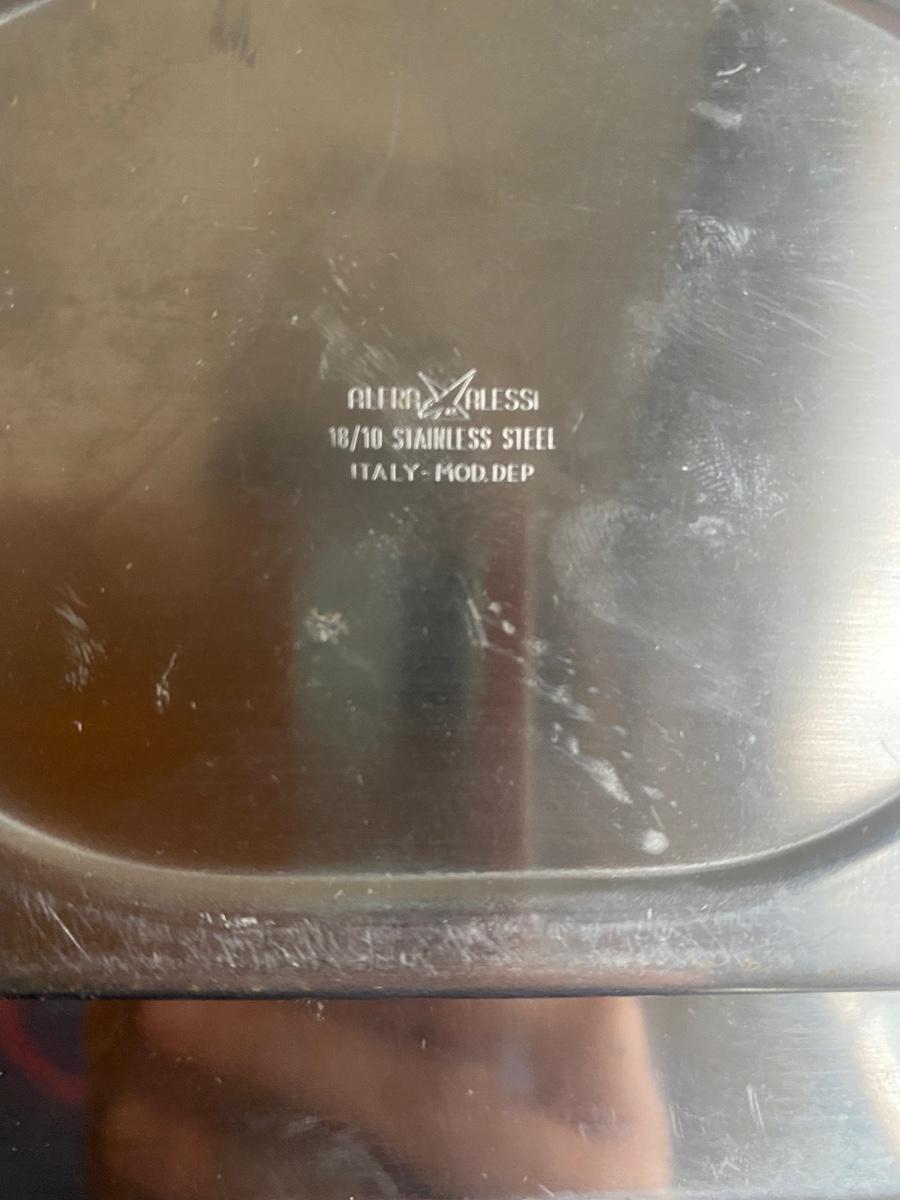 ALFRA ALESSI
18/10 STAINLESS STEEL
ITALY-MOD.DEP